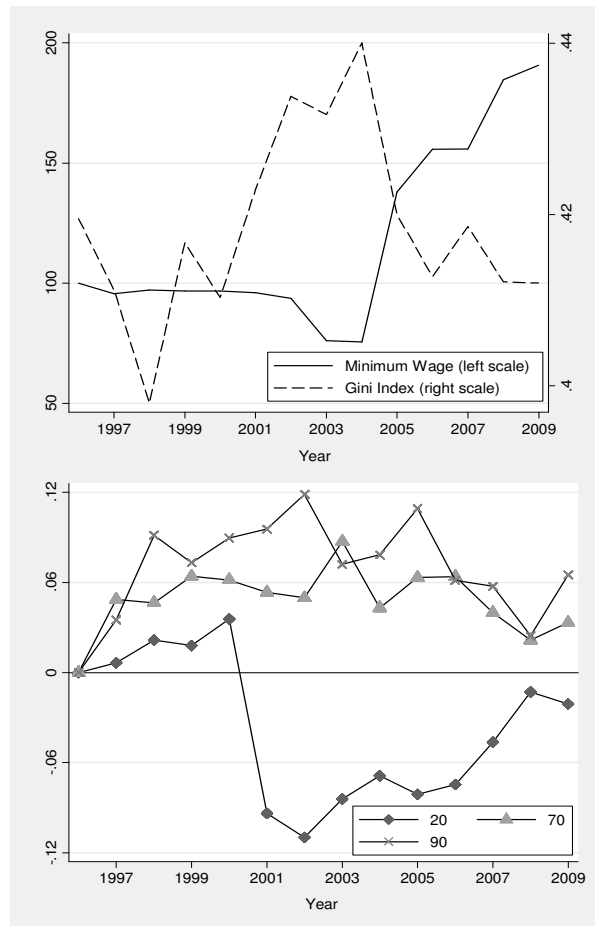 200
150
100
50
.44
.42
.4
Minimum Wage (left scale)
Gini Index (right scale)
1997 1999 2001 2003 2005 2007 2009
Year
.12
.06
0
-.06
-.12
20 70
90
1997 1999 2001 2003 2005 2007 2009
Year